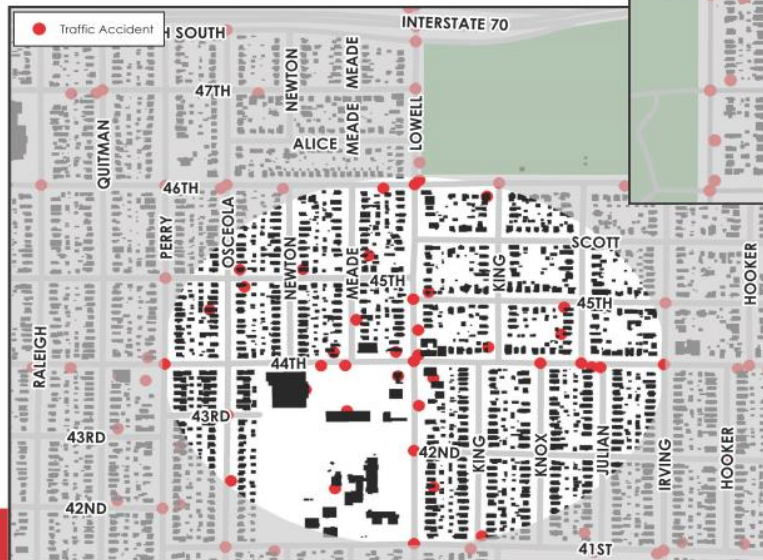 Traffic Accident
H SOUTH
INTERSTATE 70
NEWTON
MEADE
47TH
LOWELL
MEADE
ALICE
QUITMAN
46TH
PERRY
OSCEOLA
NEWTON
MEADE
45TH
KING
SCOTT
HOOKER
45TH
RALEIGH
44TH
43RD
43RD
42ND
KING
KNOX
JULIAN
IRVING
HOOKER
42ND
41ST